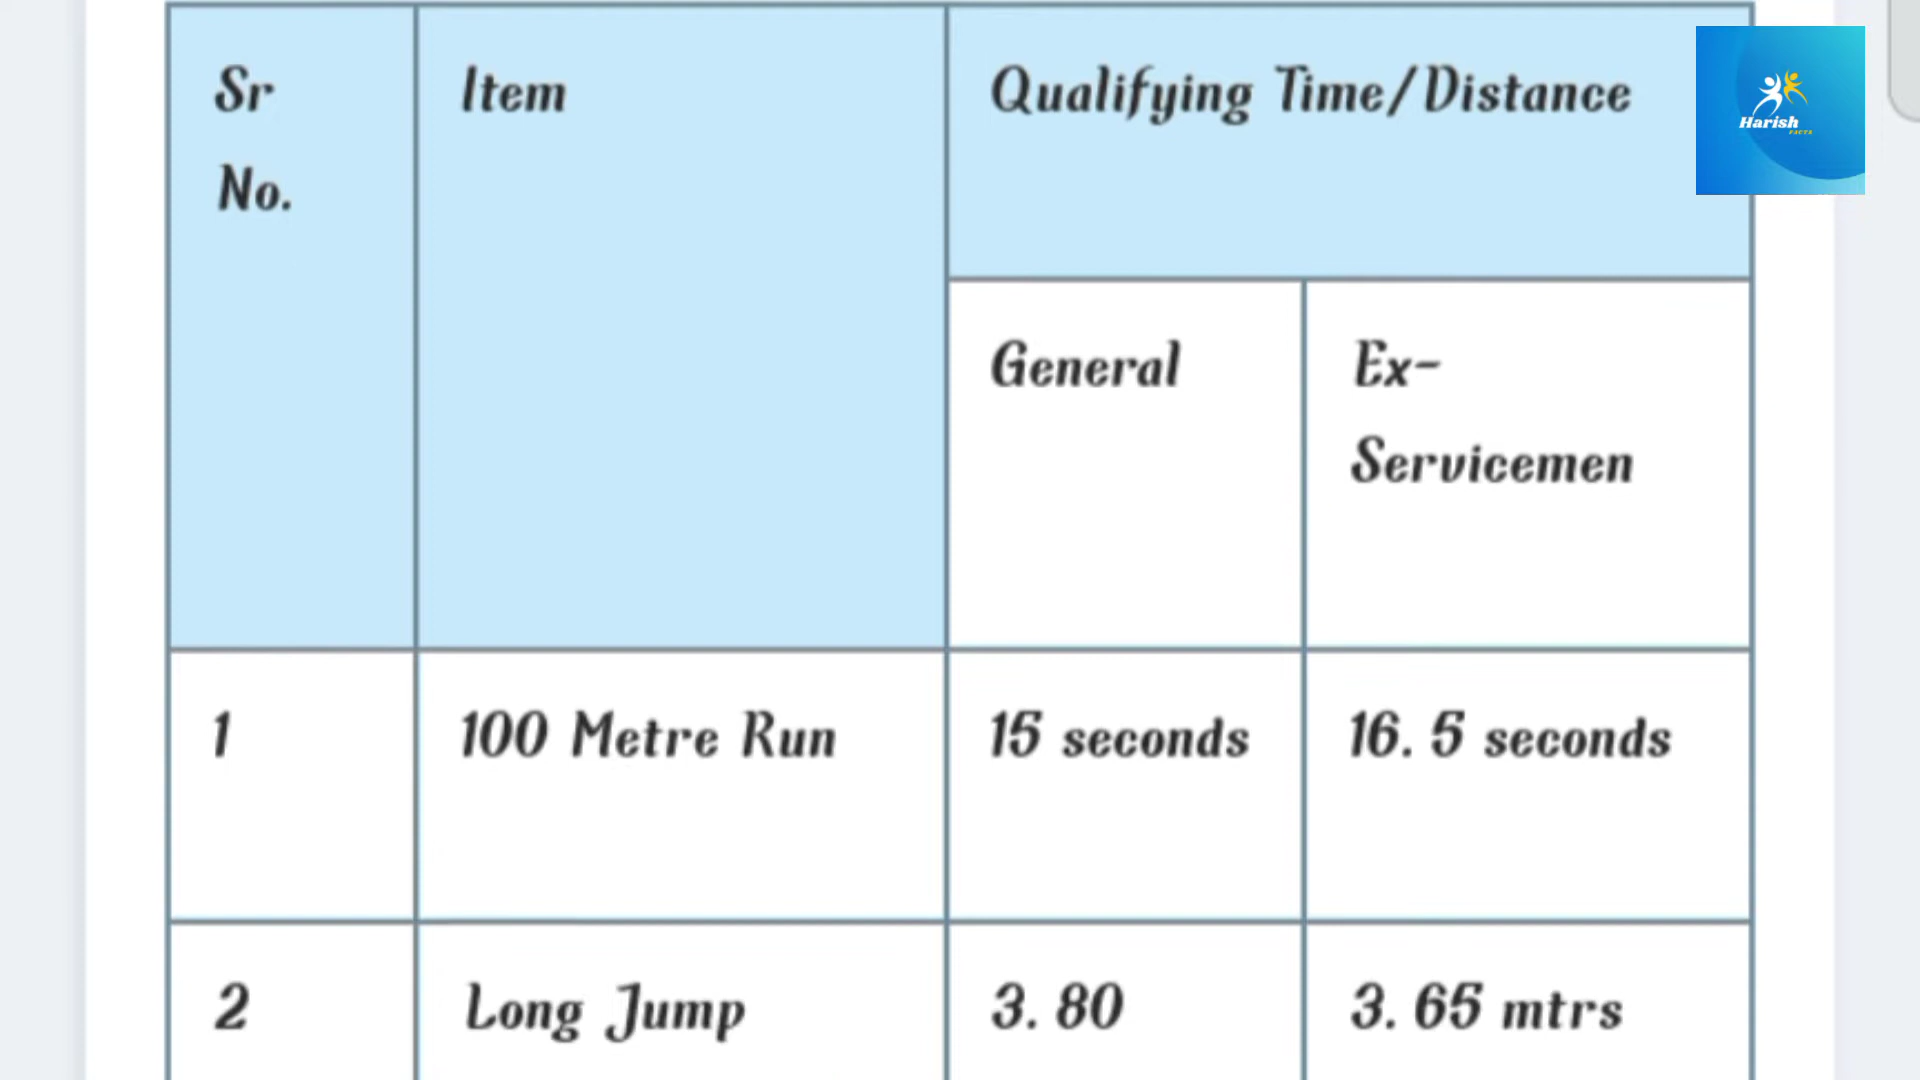 Sr
No.
Item
Qualifying Time/Distance
Harish
FACTS
General
Ex-
Servicemen
1
100 Metre Run
15 seconds
16. 5 seconds
2
Long Jump
3. 80
3. 65 mtrs